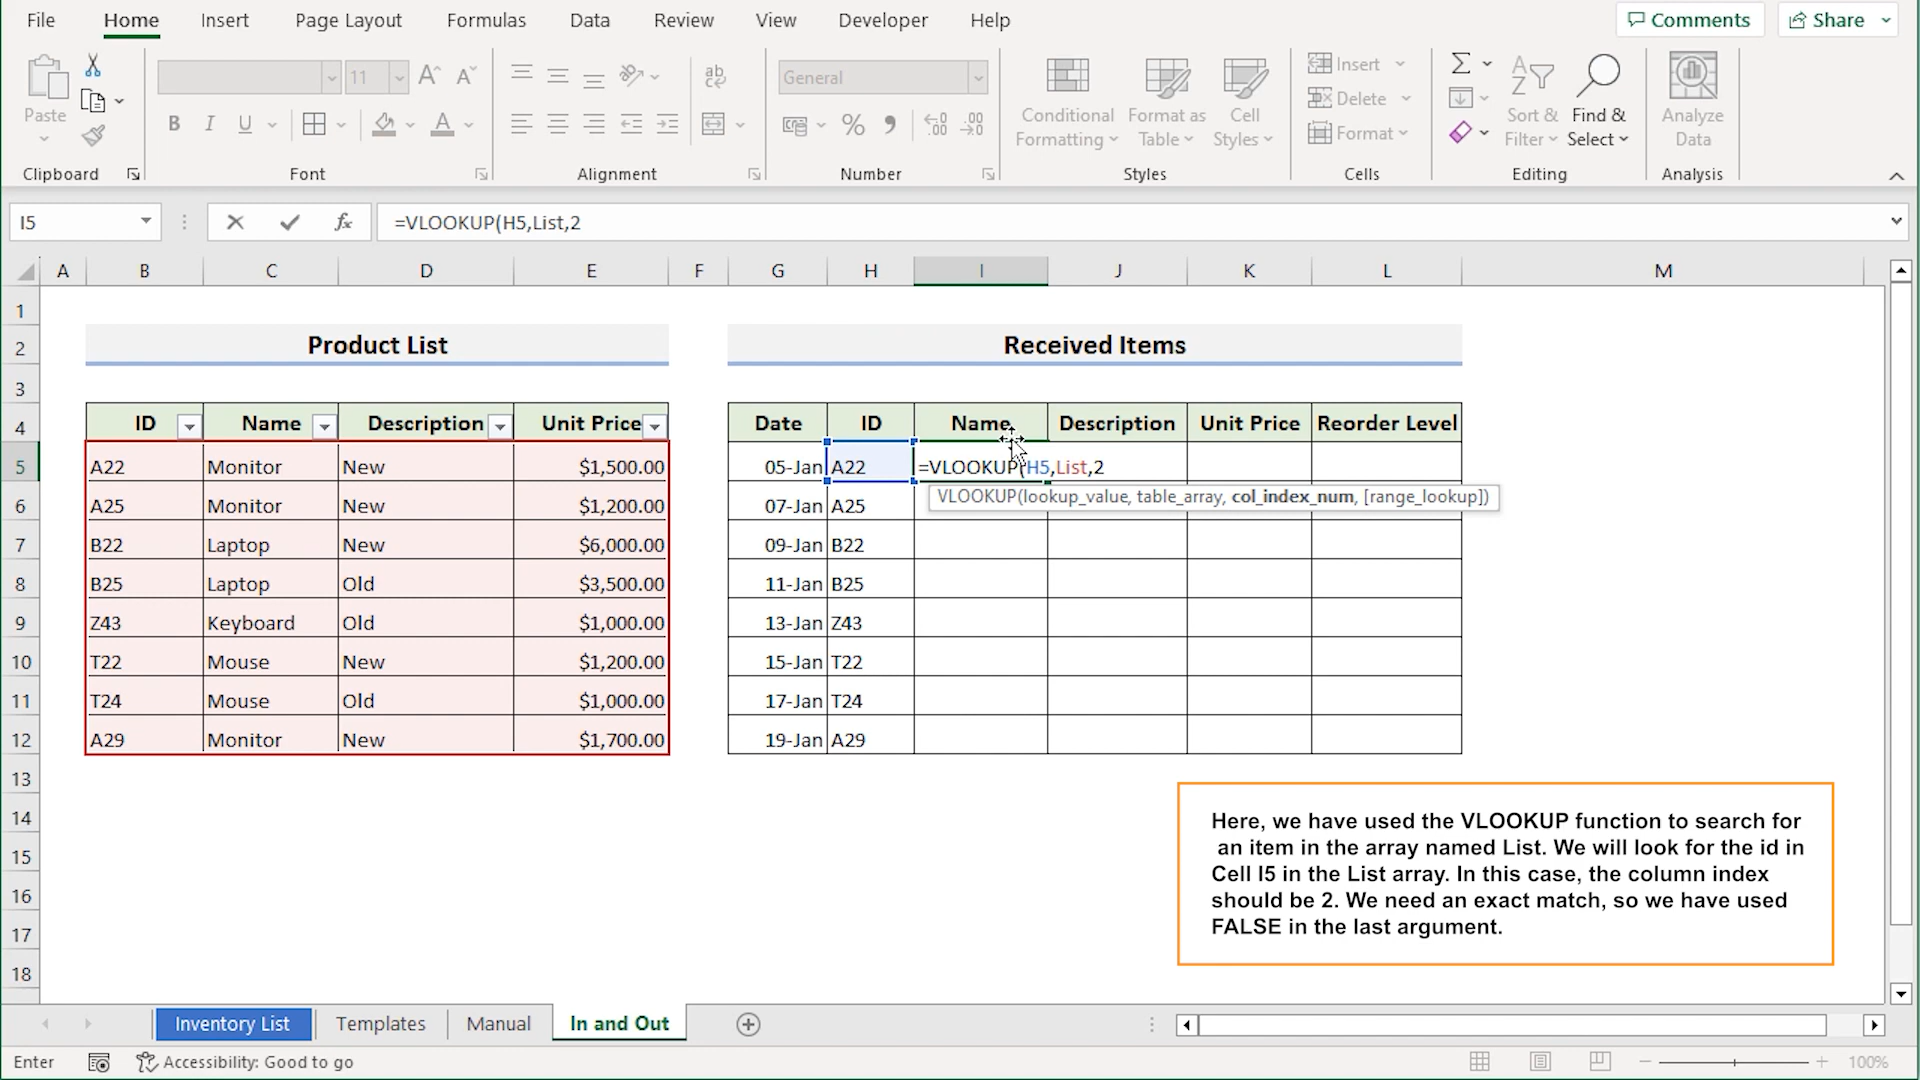 File Home Insert Page Layout Formulas Data Review View Developer Help Comments Share
Paste 11 General Conditional Formatting Format as Table Cell Styles Insert Delete Format Sort & Filter Find & Select Analyze Data
Clipboard Font Alignment Number Styles Cells Editing Analysis
I5 =VLOOKUP(H5,List,2
A B C D E F G H I J K L M
1
2 Product List Received Items
3
4 ID Name Description Unit Price Date ID Name Description Unit Price Reorder Level
5 A22 Monitor New $1,500.00 05-Jan A22 =VLOOKUP(H5,List,2
VLOOKUP(lookup_value, table_array, col_index_num, [range_lookup])
6 A25 Monitor New $1,200.00 07-Jan A25
7 B22 Laptop New $6,000.00 09-Jan B22
8 B25 Laptop Old $3,500.00 11-Jan B25
9 Z43 Keyboard Old $1,000.00 13-Jan Z43
10 T22 Mouse New $1,200.00 15-Jan T22
11 T24 Mouse Old $1,000.00 17-Jan T24
12 A29 Monitor New $1,700.00 19-Jan A29
13
14
15
16
17
18
Here, we have used the VLOOKUP function to search for
an item in the array named List. We will look for the id in
Cell I5 in the List array. In this case, the column index
should be 2. We need an exact match, so we have used
FALSE in the last argument.
Inventory List Templates Manual In and Out
Enter Accessibility: Good to go 100%